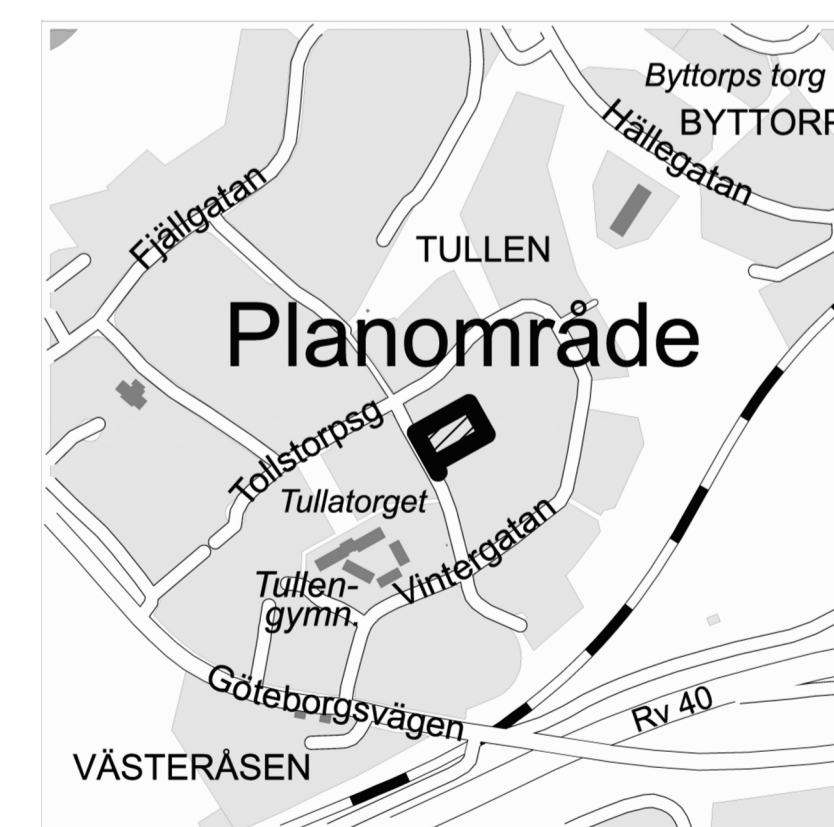 Byttorps torg
BYTTORP
Hällegatan
Fjällgatan
TULLEN
Planområde
Tollstorpsg
Tullatorget
Vintergatan
Tullen-
gymn.
Göteborgsvägen
Rv 40
VÄSTERÅSEN